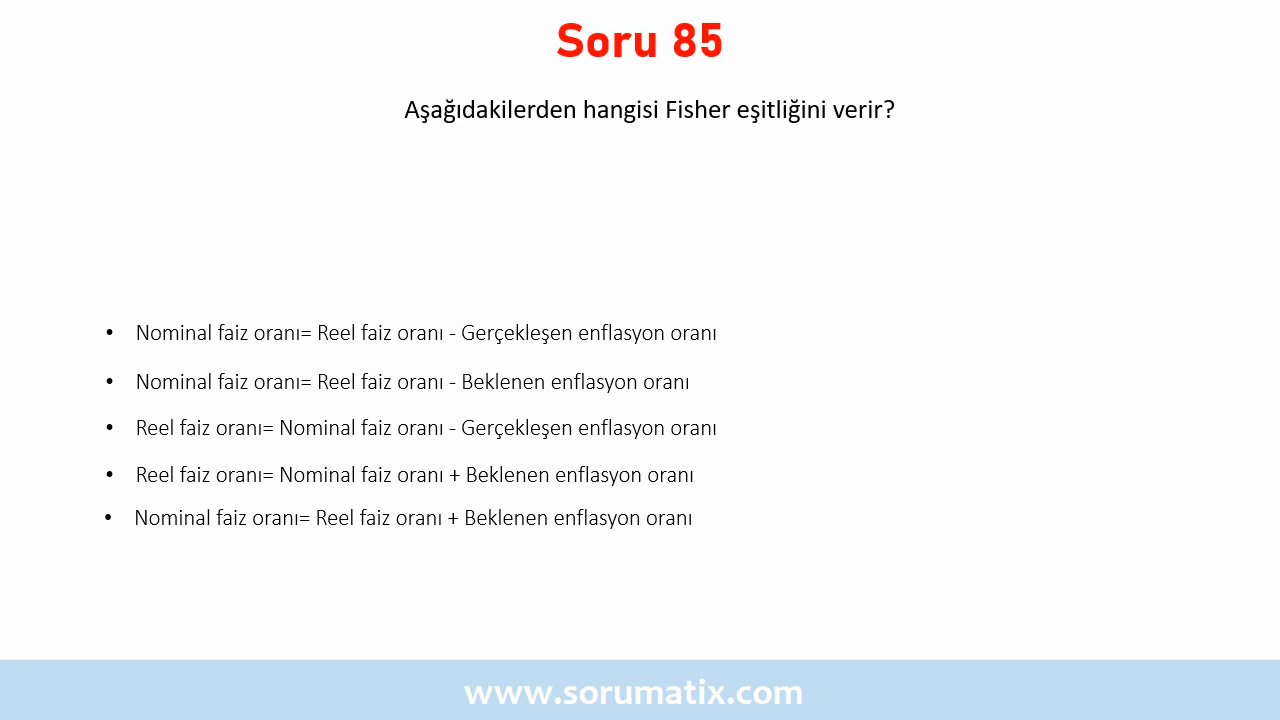 Soru 85
Aşağıdakilerden hangisi Fisher eşitliğini verir?
• Nominal faiz oranı= Reel faiz oranı - Gerçekleşen enflasyon oranı
• Nominal faiz oranı= Reel faiz oranı - Beklenen enflasyon oranı
• Reel faiz oranı= Nominal faiz oranı - Gerçekleşen enflasyon oranı
• Reel faiz oranı= Nominal faiz oranı + Beklenen enflasyon oranı
• Nominal faiz oranı= Reel faiz oranı + Beklenen enflasyon oranı
www.sorumatix.com